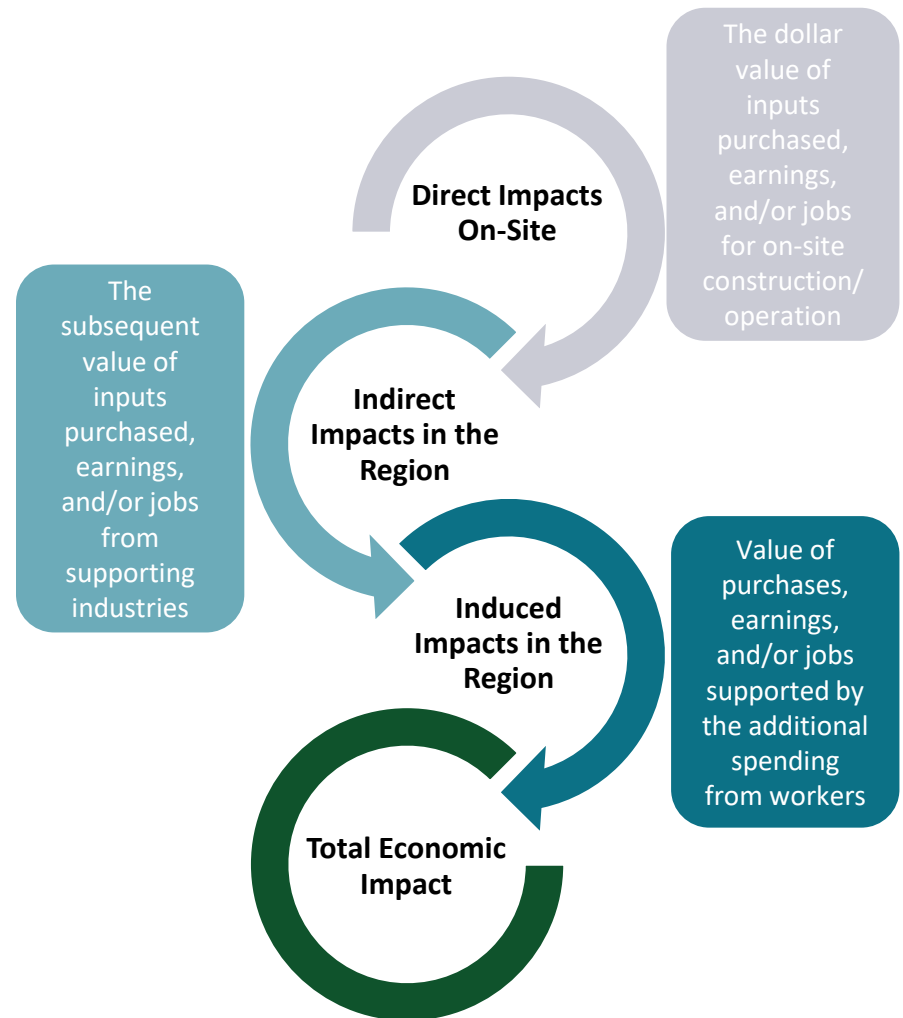 The dollar
value of
inputs
purchased,
earnings,
and/or jobs
for on-site
construction/
operation
Direct Impacts
On-Site
The
subsequent
value of
inputs
purchased,
earnings,
and/or jobs
from
supporting
industries
Indirect
Impacts in the
Region
Induced
Impacts in the
Region
Value of
purchases,
earnings,
and/or jobs
supported by
the additional
spending
from workers
Total Economic
Impact